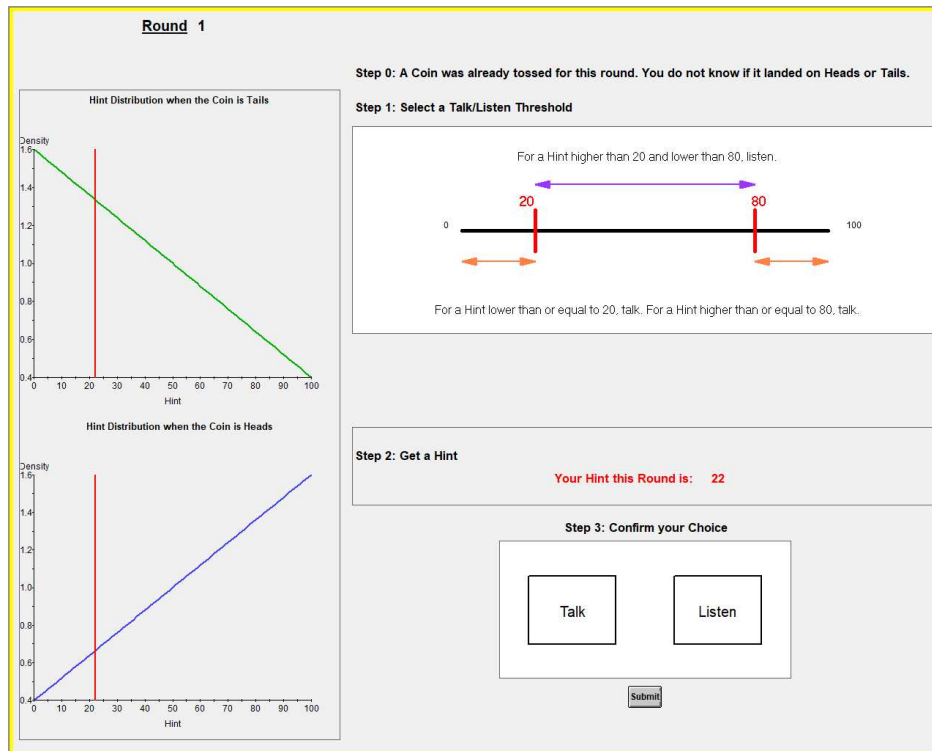 Round 1
Step 0: A Coin was already tossed for this round. You do not know if it landed on Heads or Tails.
Hint Distribution when the Coin is Tails
Density
1.6
1.4
1.2
1.0
0.8
0.6
0.4
0 10 20 30 40 50 60 70 80 90 100
Hint
Hint Distribution when the Coin is Heads
Density
1.6
1.4
1.2
1.0
0.8
0.6
0.4
0 10 20 30 40 50 60 70 80 90 100
Hint
Step 1: Select a Talk/Listen Threshold
For a Hint higher than 20 and lower than 80, listen.
20 80
0 100
For a Hint lower than or equal to 20, talk. For a Hint higher than or equal to 80, talk.
Step 2: Get a Hint
Your Hint this Round is: 22
Step 3: Confirm your Choice
Talk Listen
Submit